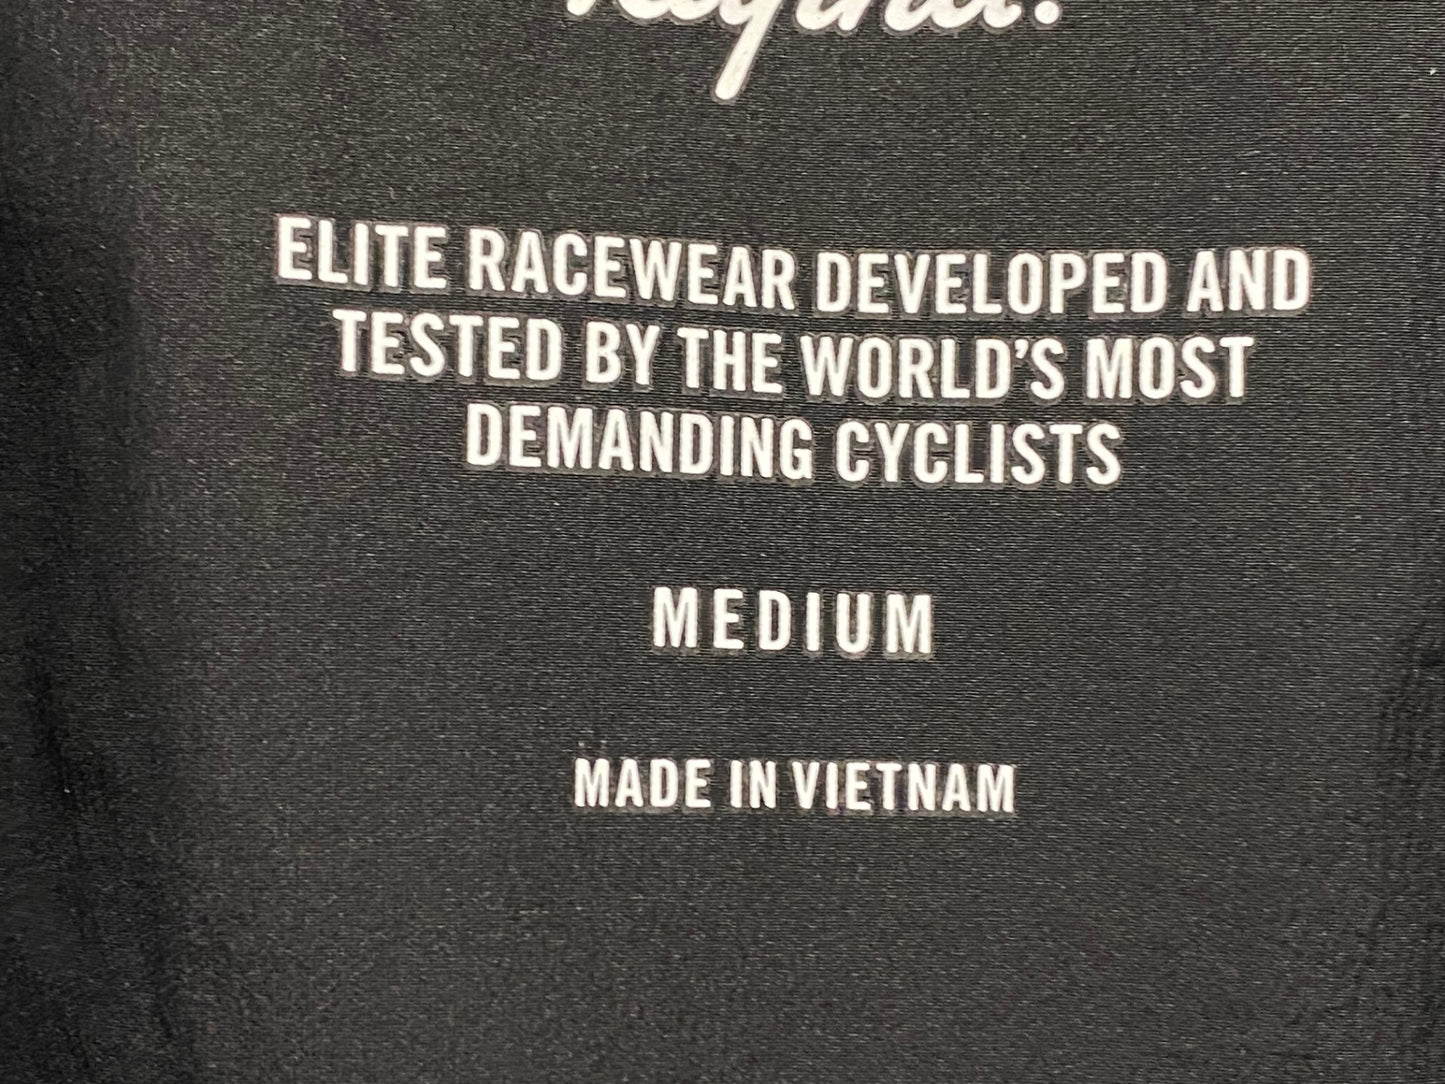 ELITE RACEWEAR DEVELOPED AND
TESTED BY THE WORLD'S MOST
DEMANDING CYCLISTS
MEDIUM
MADE IN VIETNAM